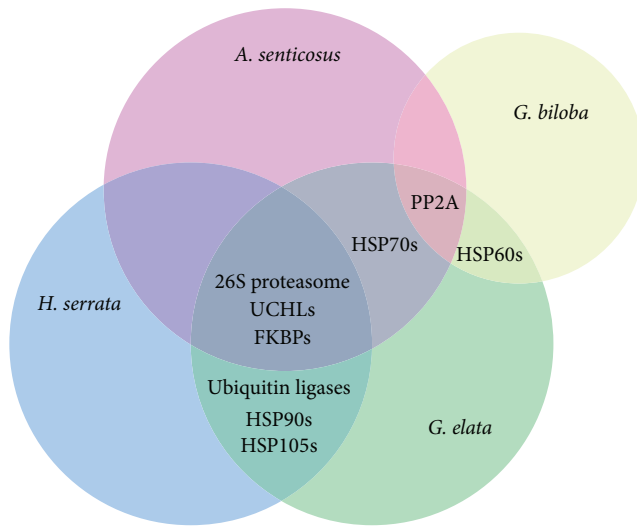 A. senticosus
G. biloba
PP2A
HSP70s
HSP60s
26S proteasome
UCHLs
FKBPs
H. serrata
Ubiquitin ligases
HSP90s
HSP105s
G. elata